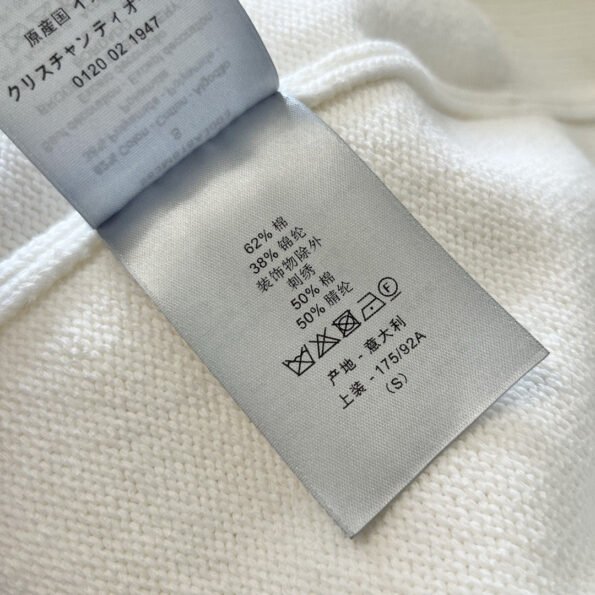 原産国 イ
クリスチャンディオ
0120 02 1947
62% 棉
38% 锦纶
装饰物除外
刺绣
50% 棉
50% 腈纶
F
产地 - 意大利
上装 - 175/92A
(S)